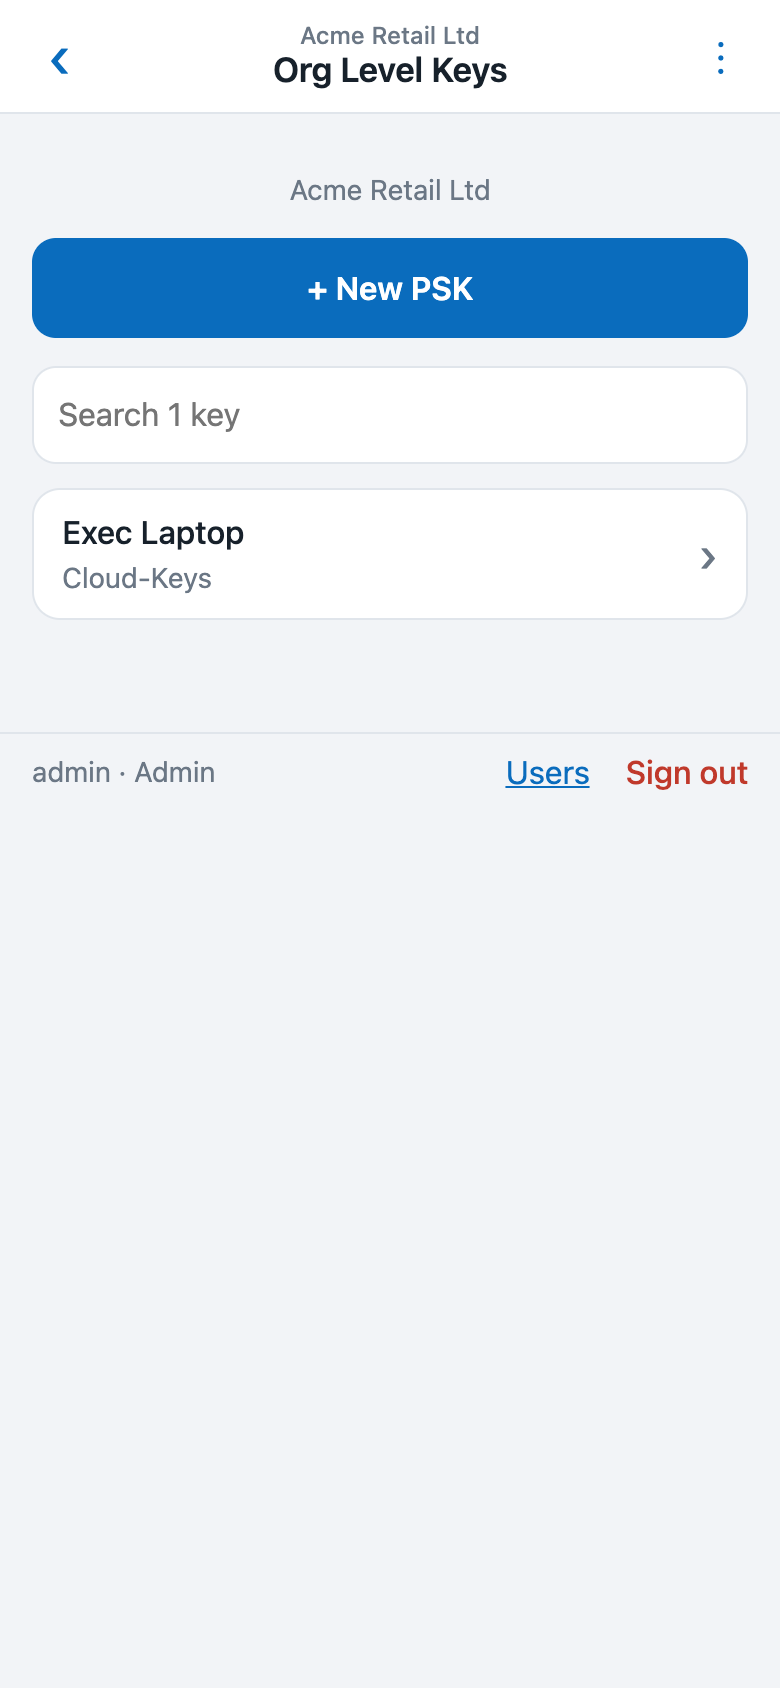 Acme Retail Ltd
Org Level Keys
Acme Retail Ltd
+ New PSK
Search 1 key
Exec Laptop
Cloud-Keys
admin · Admin Users Sign out